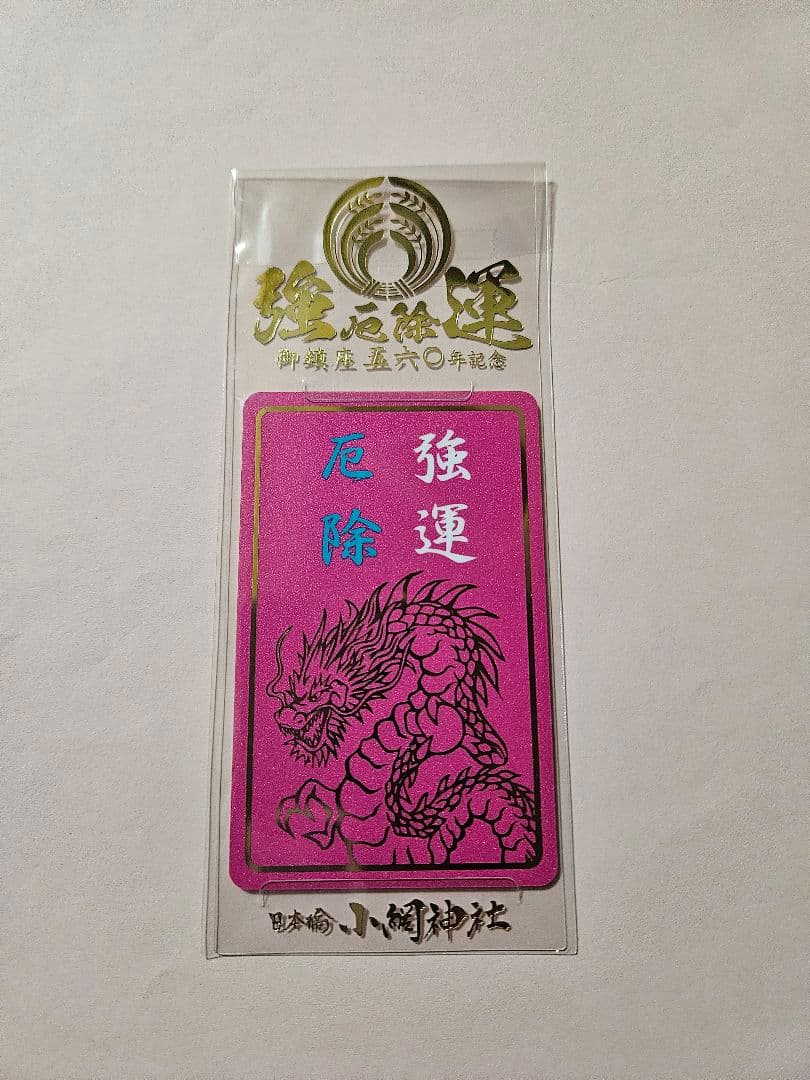 強厄除運
御鎮座五六〇年記念
強運
厄除
日本橋 小網神社